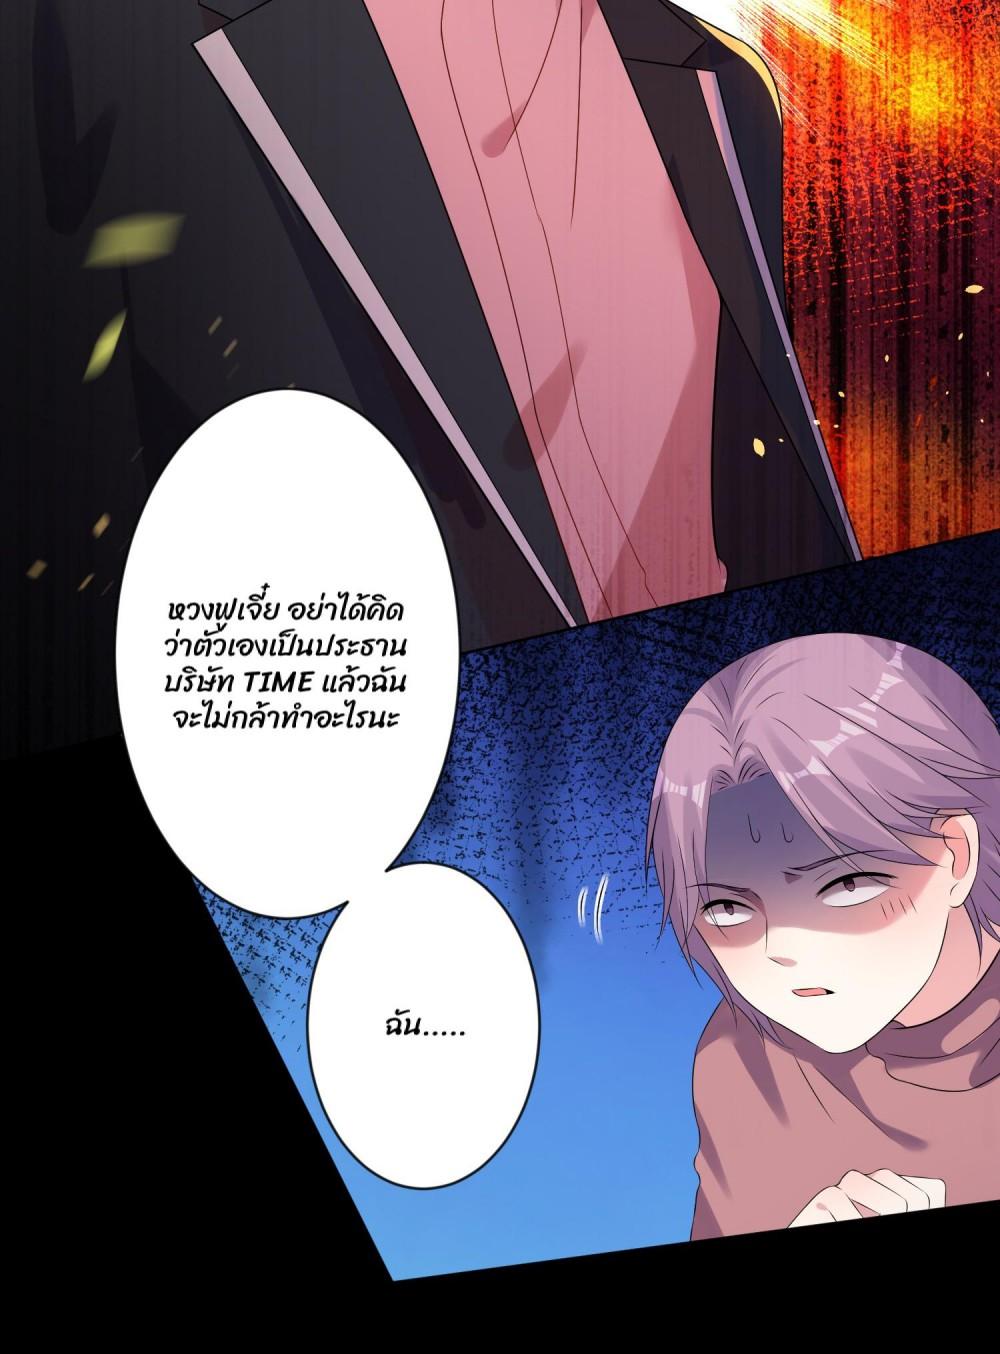 หวงฟูเจี๋ย อย่าได้คิด
ว่าตัวเองเป็นประธาน
บริษัท TIME แล้วฉัน
จะไม่กล้าทำอะไรนะ
ฉัน.....